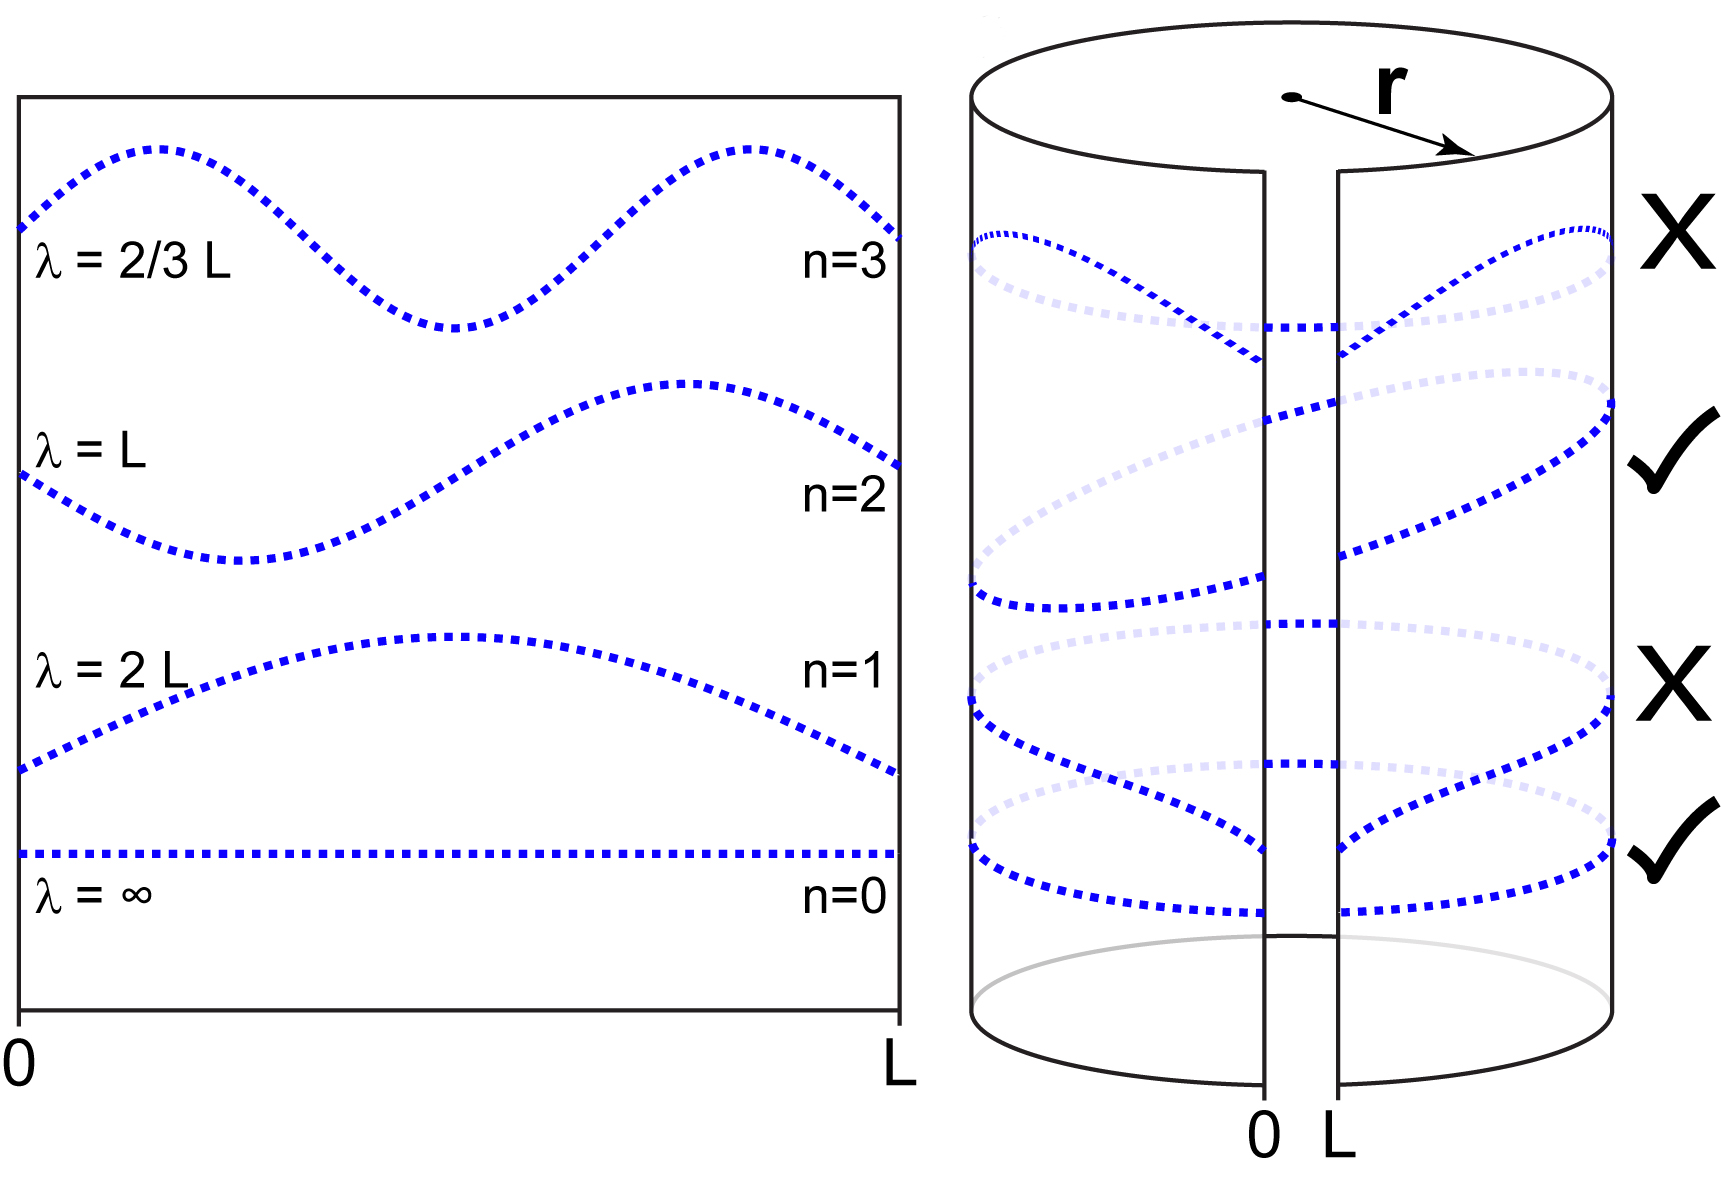 r
λ = 2/3 L
n=3
X
λ = L
n=2
λ = 2 L
n=1
X
λ = ∞
n=0
0
L
0
L